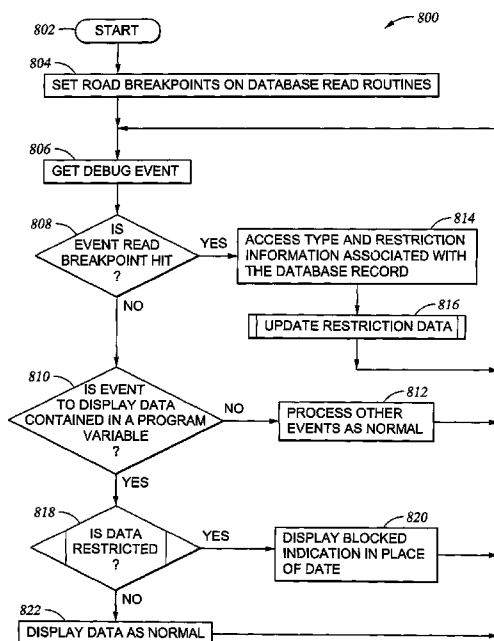 800
802
START
804
SET ROAD BREAKPOINTS ON DATABASE READ ROUTINES
806
GET DEBUG EVENT
808
IS
EVENT READ
BREAKPOINT HIT
?
YES
NO
814
ACCESS TYPE AND RESTRICTION
INFORMATION ASSOCIATED WITH
THE DATABASE RECORD
816
UPDATE RESTRICTION DATA
810
IS EVENT
TO DISPLAY DATA
CONTAINED IN A PROGRAM
VARIABLE
?
NO
YES
812
PROCESS OTHER
EVENTS AS NORMAL
818
IS DATA
RESTRICTED
?
YES
NO
820
DISPLAY BLOCKED
INDICATION IN PLACE
OF DATE
822
DISPLAY DATA AS NORMAL